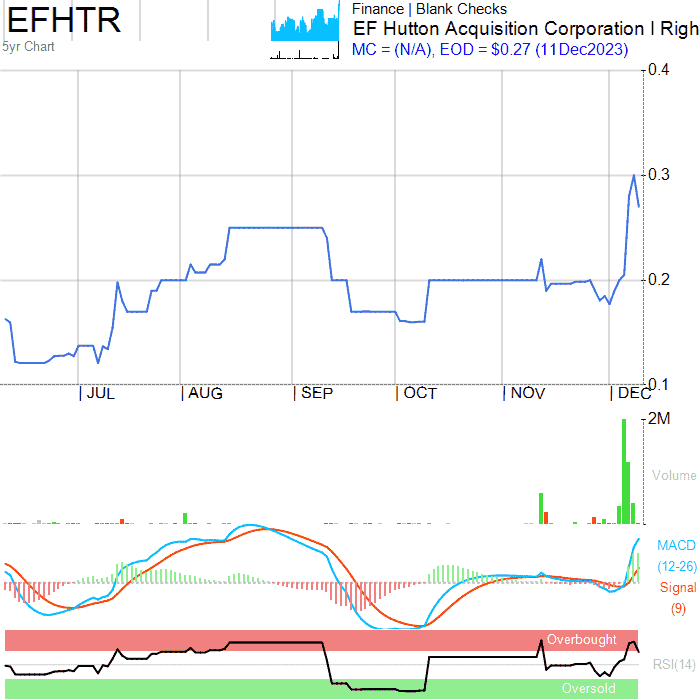 EFHTR
5yr Chart
Finance | Blank Checks
EF Hutton Acquisition Corporation I Righ
MC = (N/A), EOD = $0.27 (11Dec2023)
0.4
0.3
0.2
0.1
| JUL | AUG | SEP | OCT | NOV | DEC
2M
Volume
MACD
(12-26)
Signal
(9)
Overbought
RSI(14)
Oversold